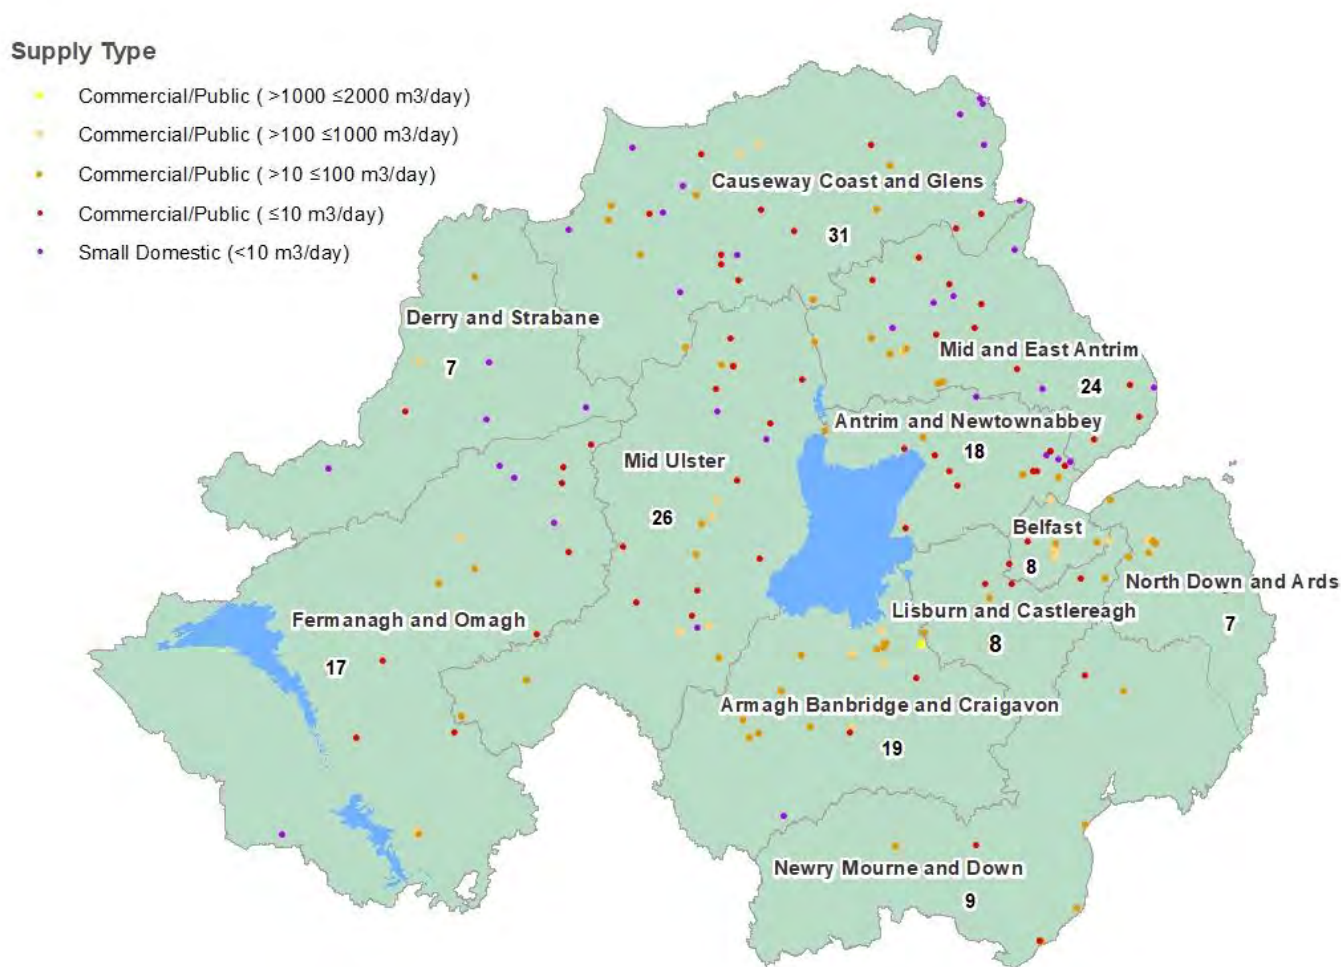 Supply Type
Commercial/Public ( >1000 ≤2000 m3/day)
Commercial/Public ( >100 ≤1000 m3/day)
Commercial/Public ( >10 ≤100 m3/day)
Commercial/Public ( ≤10 m3/day)
Small Domestic (<10 m3/day)
Causeway Coast and Glens
31
Derry and Strabane
7
Mid and East Antrim
24
Antrim and Newtownabbey
18
Mid Ulster
26
Belfast
8
North Down and Ards
7
Lisburn and Castlereagh
8
Fermanagh and Omagh
17
Armagh Banbridge and Craigavon
19
Newry Mourne and Down
9